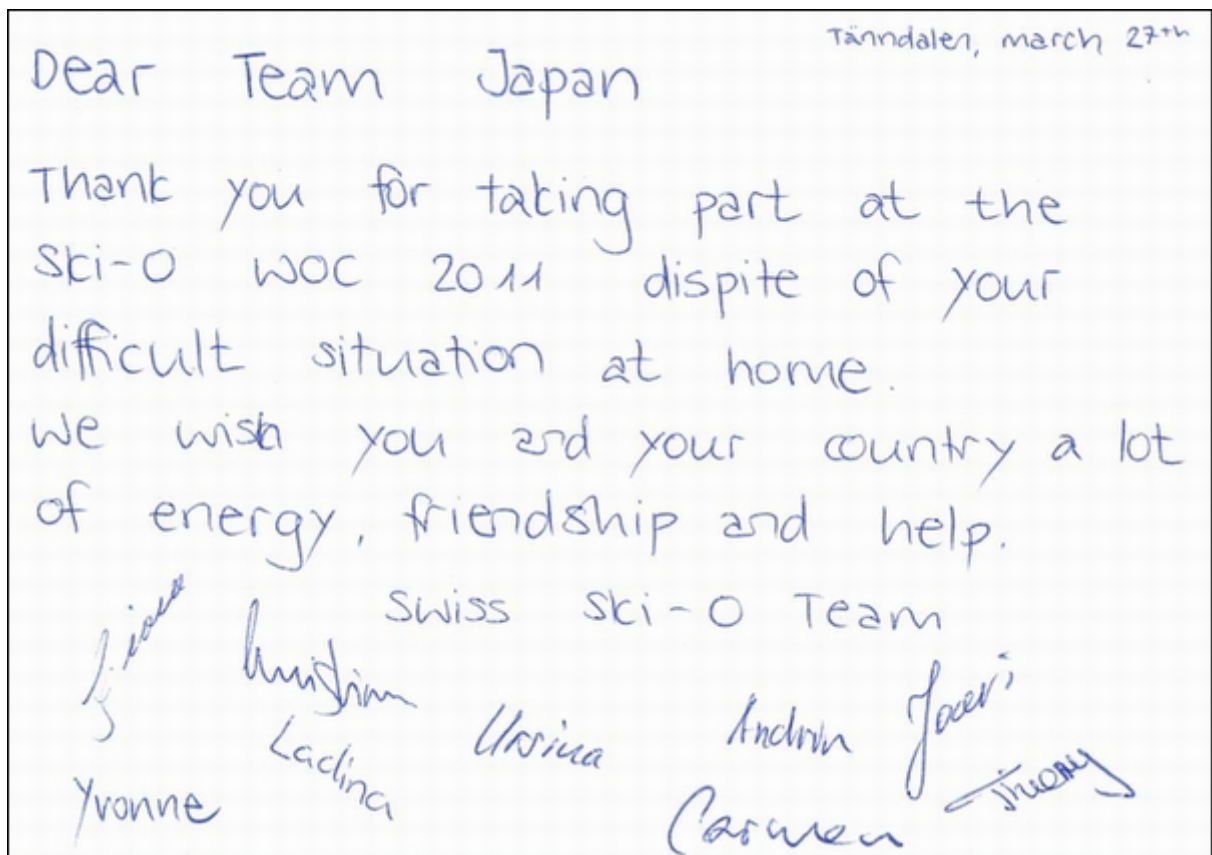 Tänndalen, march 27th
Dear Team Japan
Thank you for taking part at the
Ski-O WOC 2011 dispite of your
difficult situation at home.
We wish you and your country a lot
of energy, friendship and help.
Swiss Ski-O Team
Ursina Andrin
Ladina
Yvonne Carmen